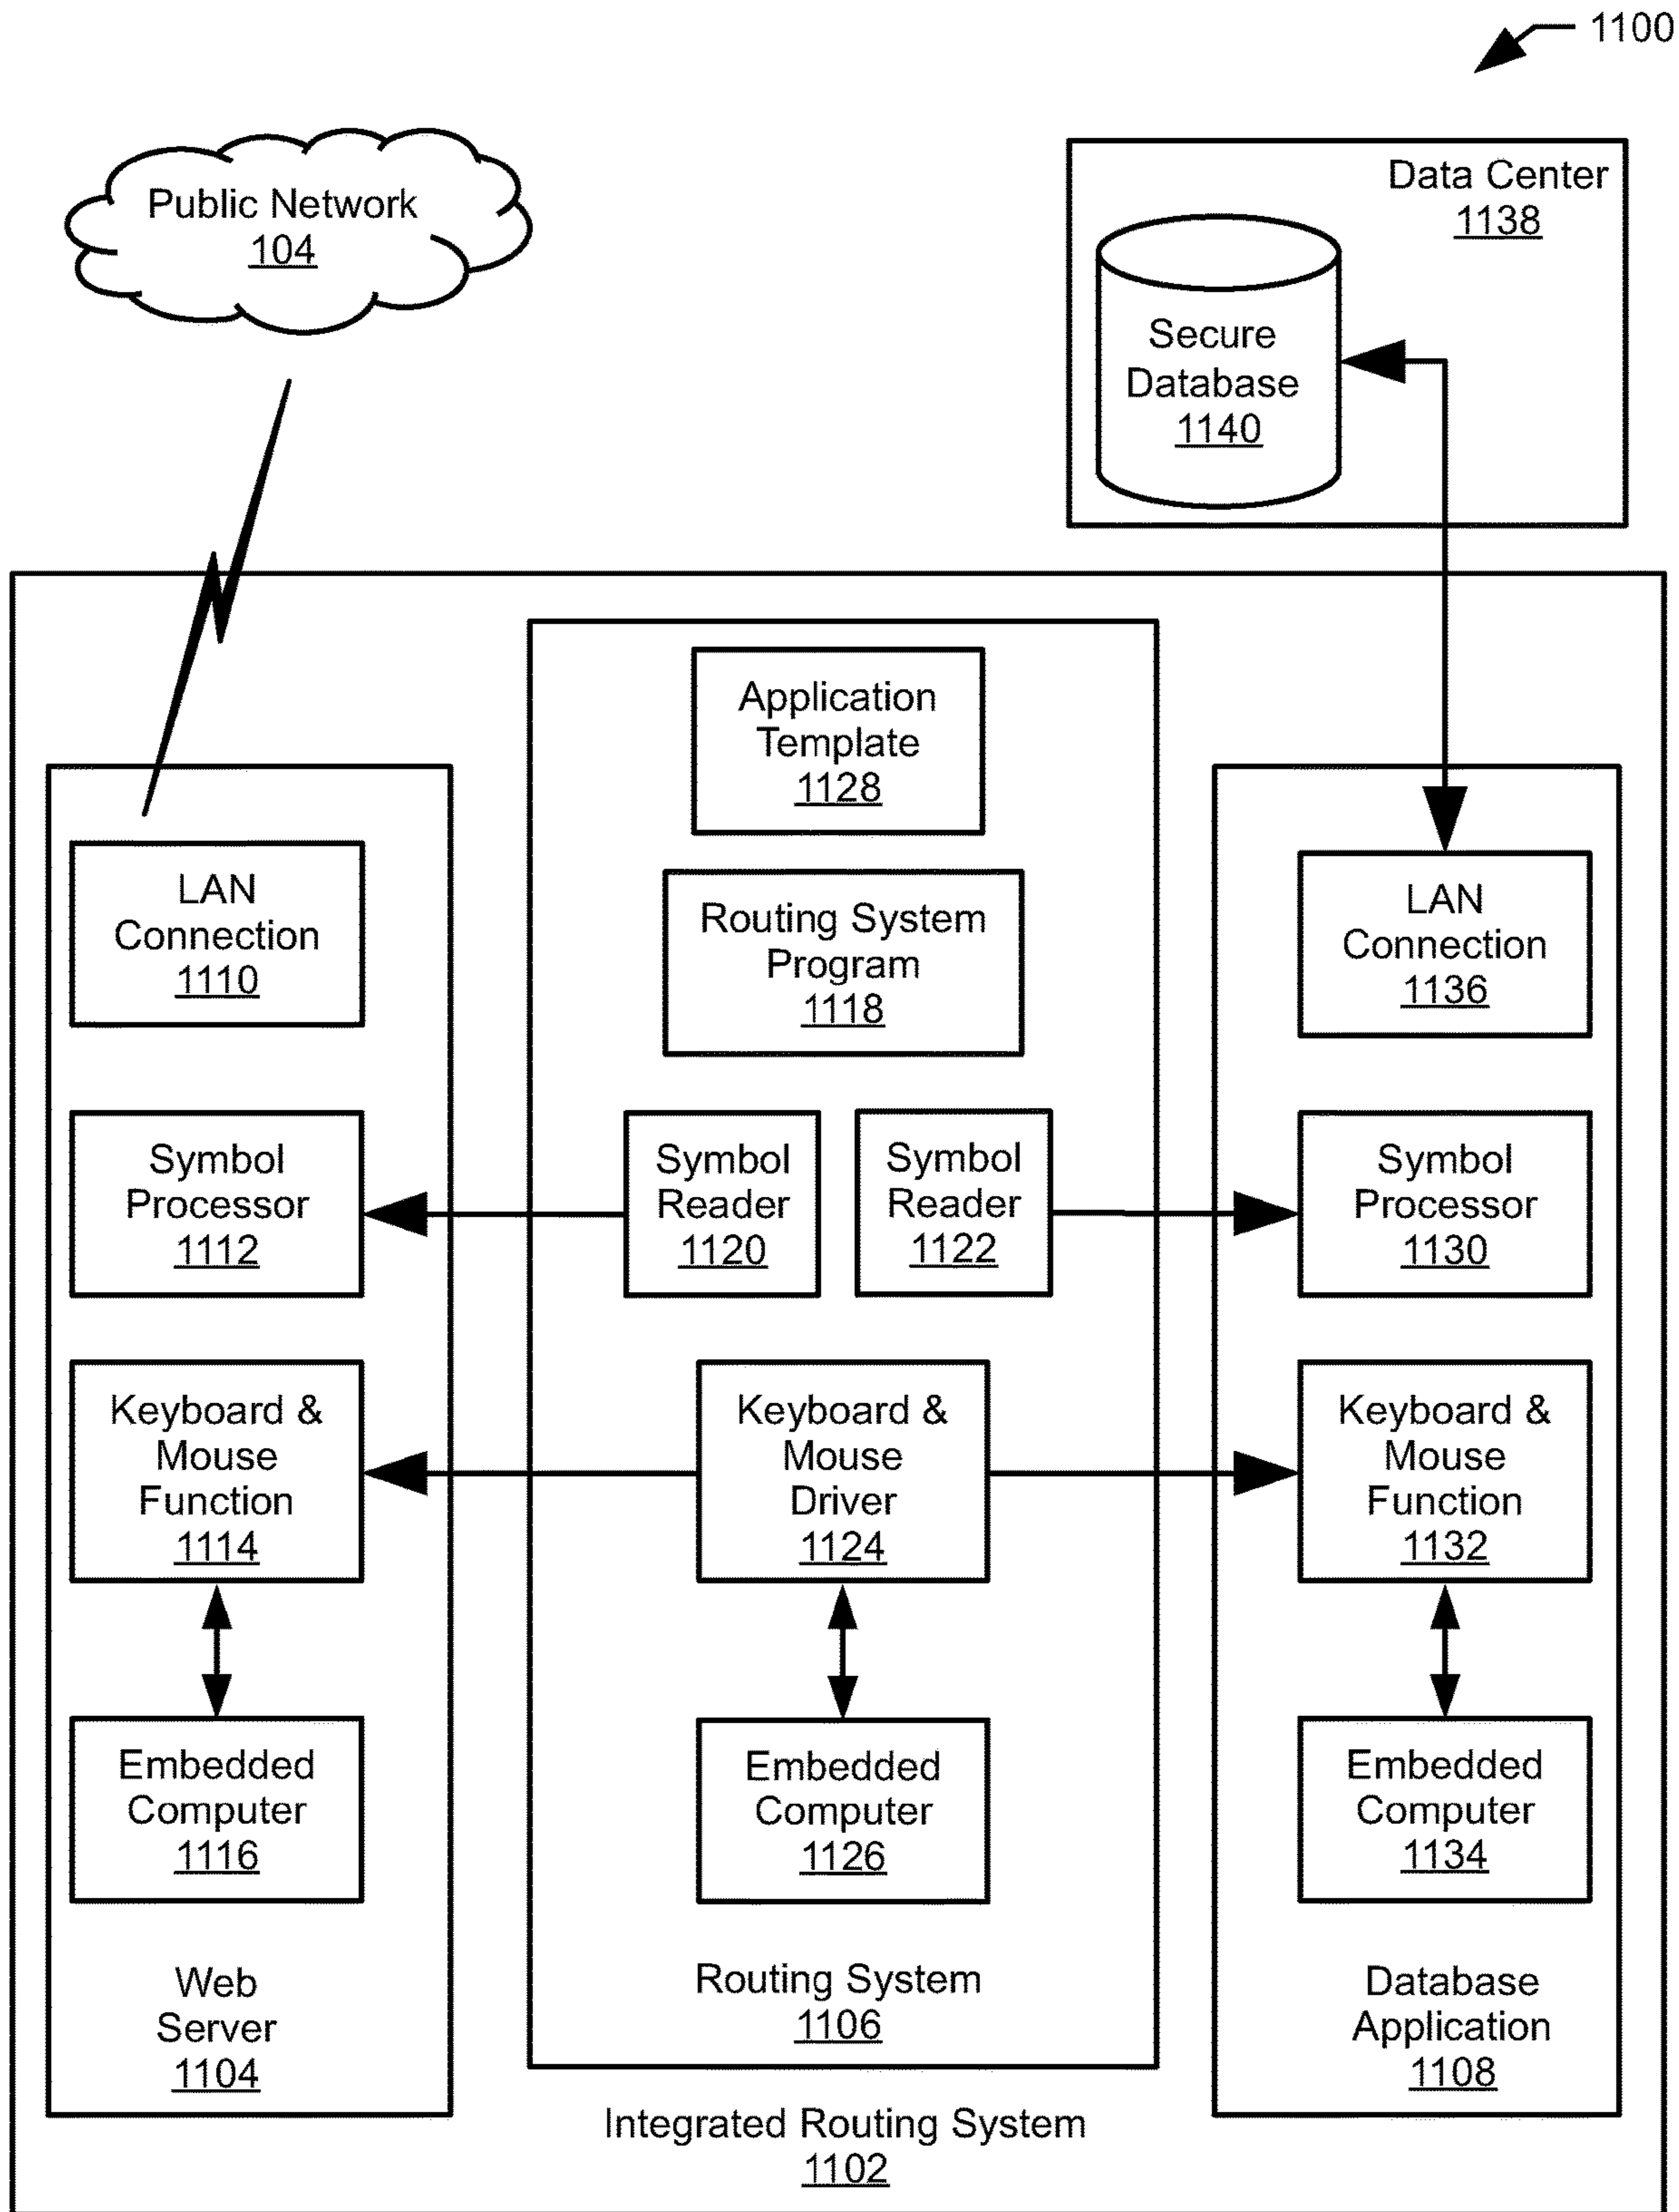 1100
Public Network
104
Data Center
1138
Secure
Database
1140
Application
Template
1128
LAN
Connection
1110
Routing System
Program
1118
LAN
Connection
1136
Symbol
Processor
1112
Symbol
Reader
1120
Symbol
Reader
1122
Symbol
Processor
1130
Keyboard &
Mouse
Function
1114
Keyboard &
Mouse
Driver
1124
Keyboard &
Mouse
Function
1132
Embedded
Computer
1116
Embedded
Computer
1126
Embedded
Computer
1134
Web
Server
1104
Routing System
1106
Database
Application
1108
Integrated Routing System
1102